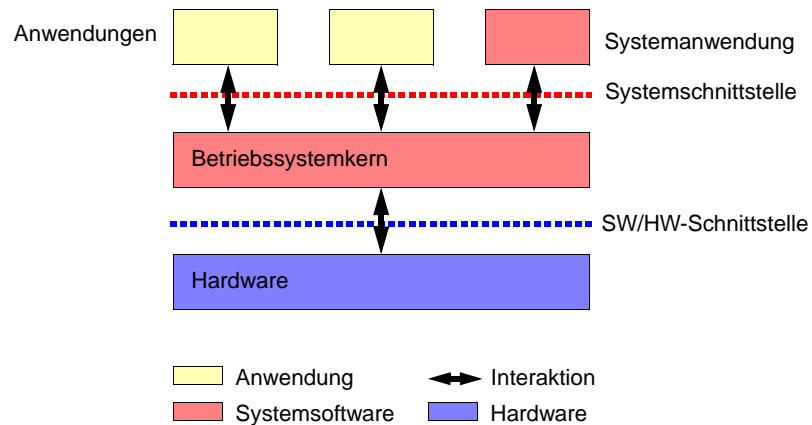 Anwendungen
Systemanwendung
Systemschnittstelle
Betriebssystemkern
SW/HW-Schnittstelle
Hardware
Anwendung
Interaktion
Systemsoftware
Hardware